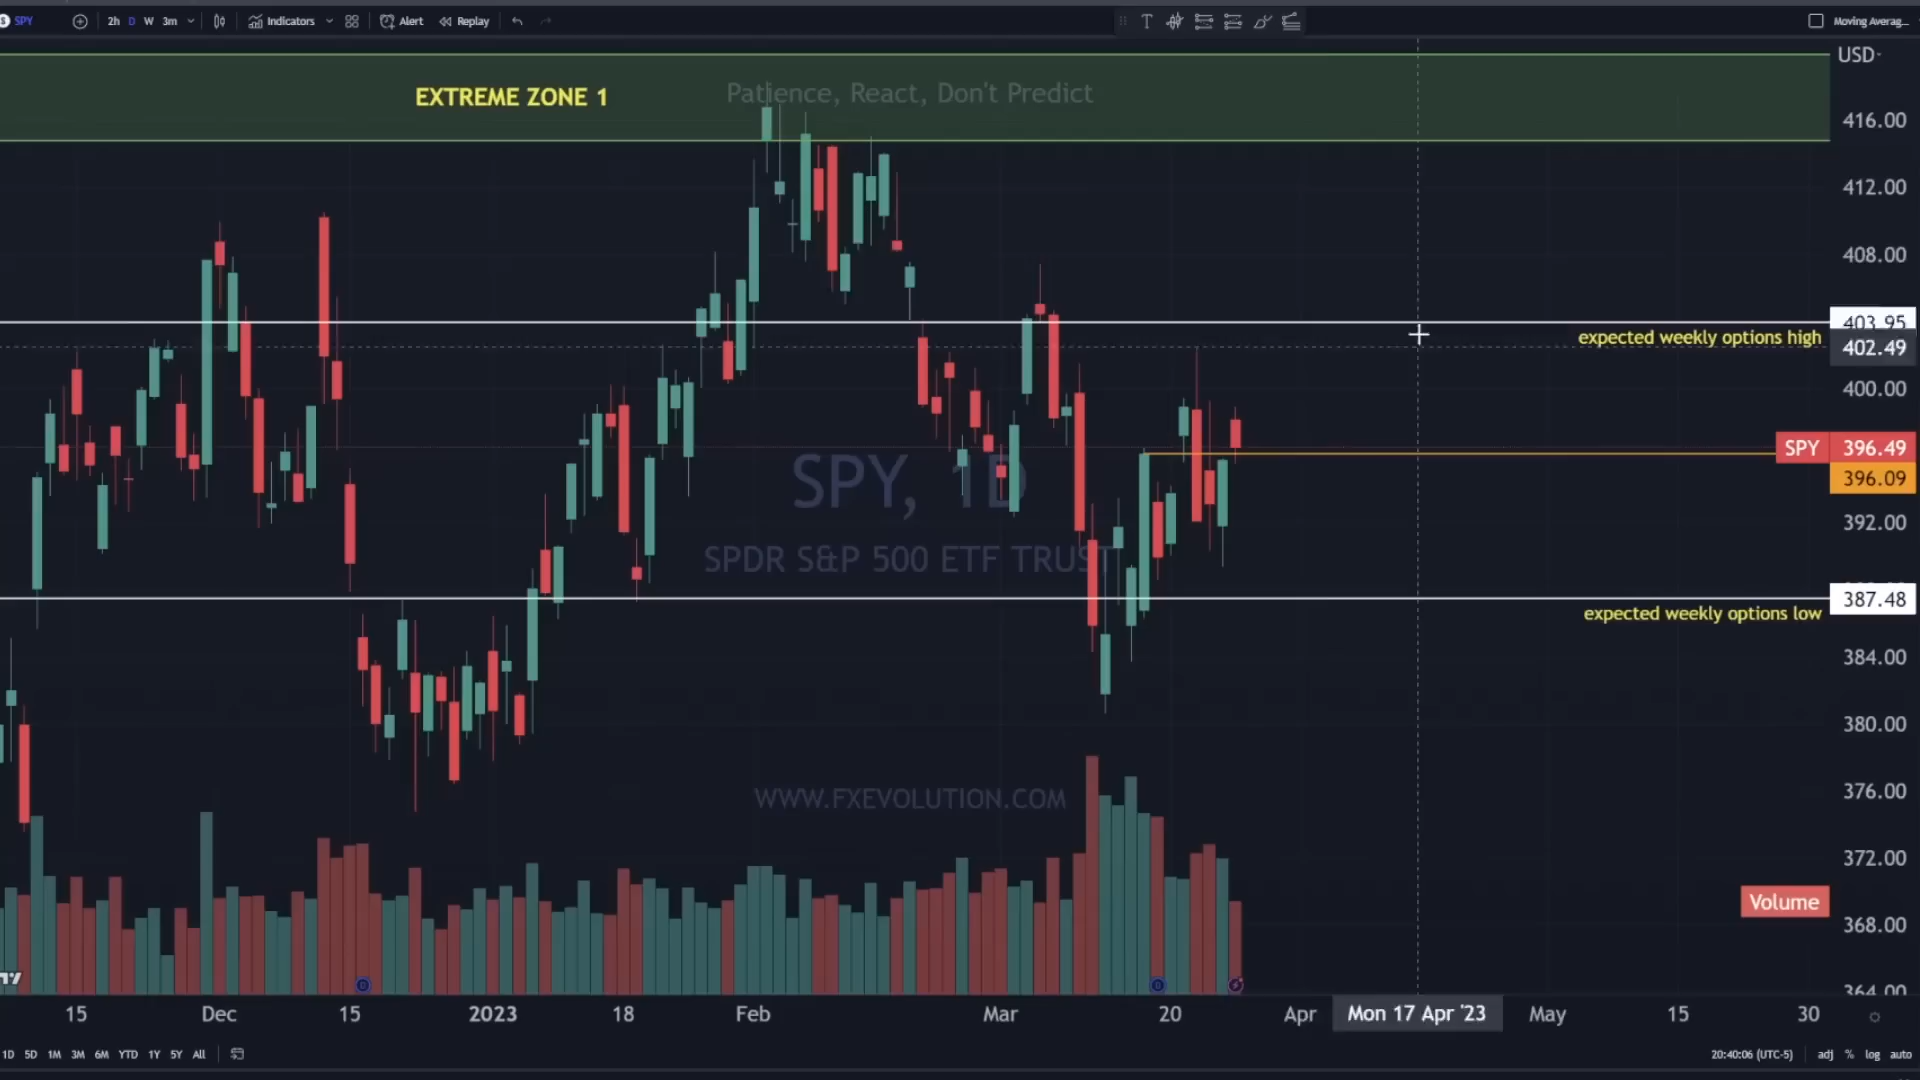 SPY 2h D W 3m Indicators Alert Replay T Moving Averag...
USD
EXTREME ZONE 1
Patience, React, Don't Predict
416.00
412.00
408.00
403.95
expected weekly options high
402.49
400.00
SPY 396.49
396.09
SPY, 1D
392.00
SPDR S&P 500 ETF TRUST
387.48
expected weekly options low
384.00
380.00
376.00
WWW.FXEVOLUTION.COM
372.00
Volume
368.00
364.00
15 Dec 15 2023 18 Feb Mar 20 Apr Mon 17 Apr '23 May 15 30
1D 5D 1M 3M 6M YTD 1Y 5Y All 20:40:06 (UTC-5) adj % log auto